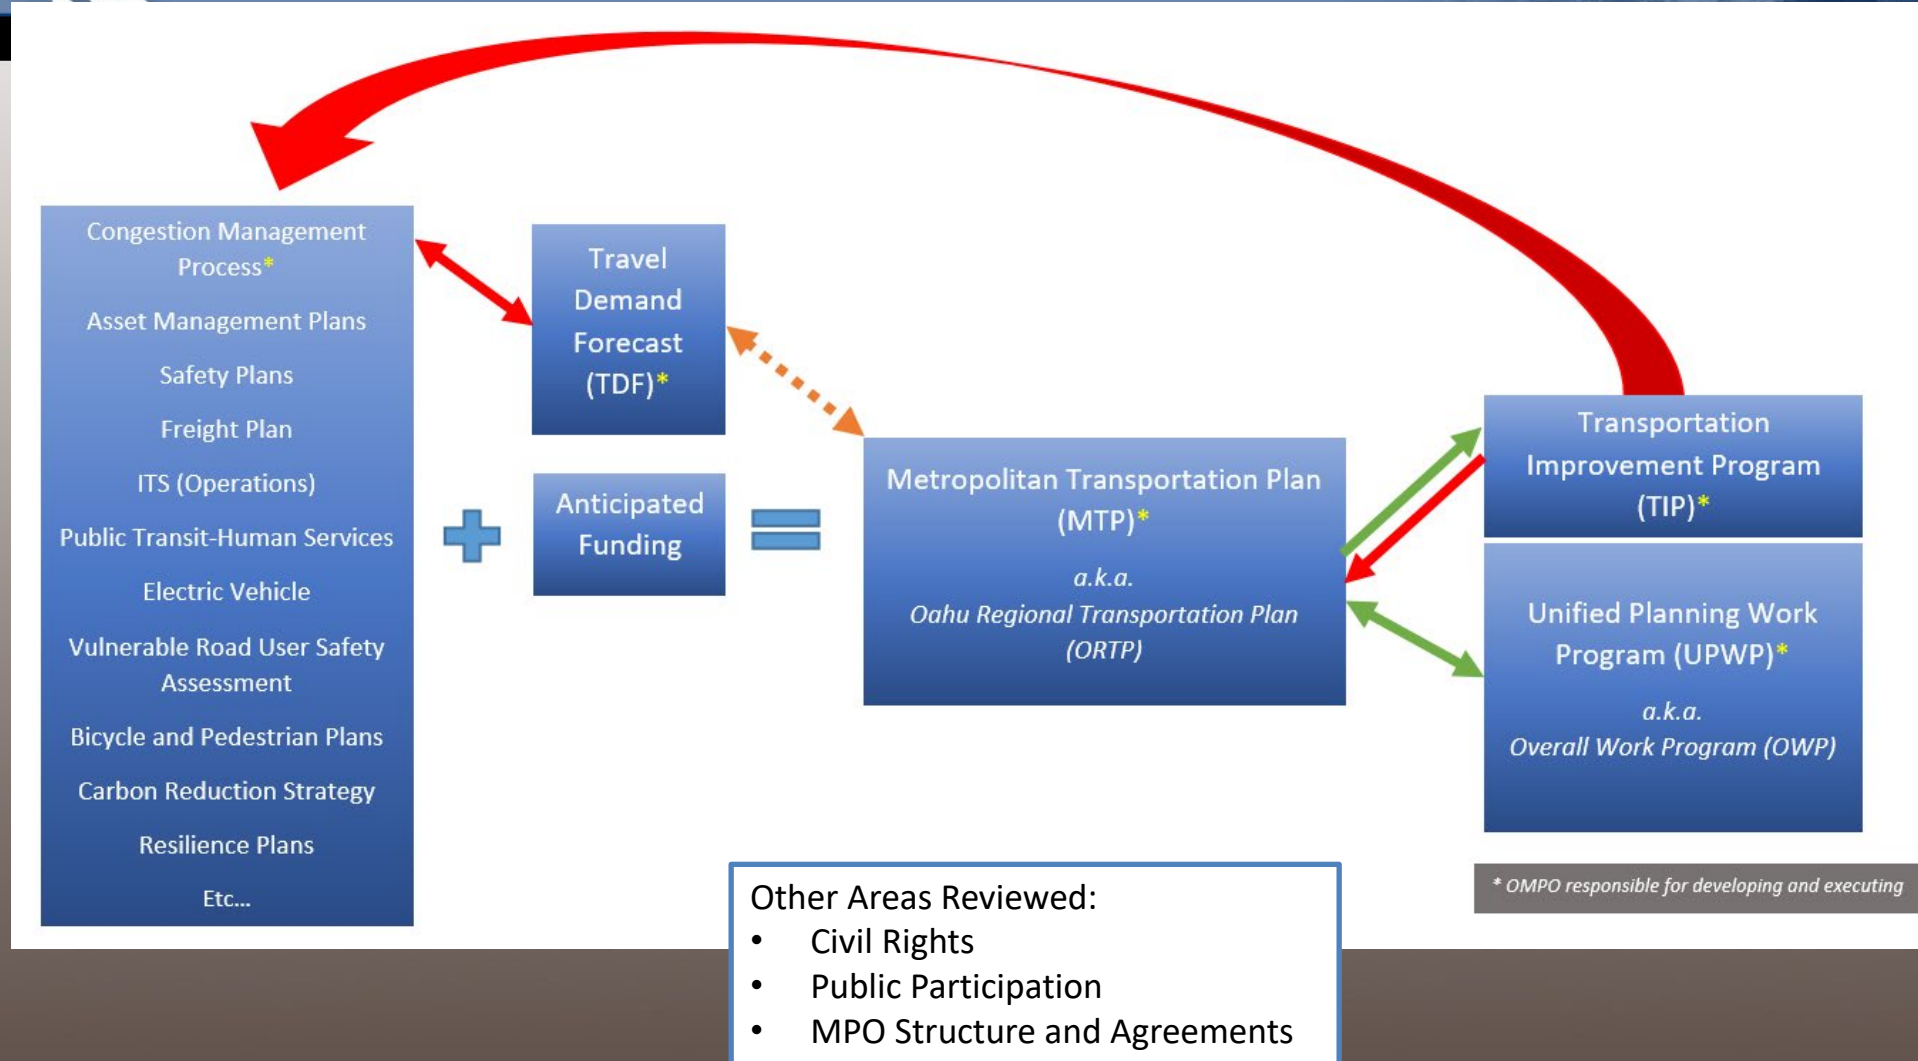 Congestion Management
Process*
Asset Management Plans
Safety Plans
Freight Plan
ITS (Operations)
Public Transit-Human Services
Electric Vehicle
Vulnerable Road User Safety
Assessment
Bicycle and Pedestrian Plans
Carbon Reduction Strategy
Resilience Plans
Etc...
Travel
Demand
Forecast
(TDF)*
Anticipated
Funding
Metropolitan Transportation Plan
(MTP)*
a.k.a.
Oahu Regional Transportation Plan
(ORTP)
Transportation
Improvement Program
(TIP)*
Unified Planning Work
Program (UPWP)*
a.k.a.
Overall Work Program (OWP)
* OMPO responsible for developing and executing
Other Areas Reviewed:
• Civil Rights
• Public Participation
• MPO Structure and Agreements